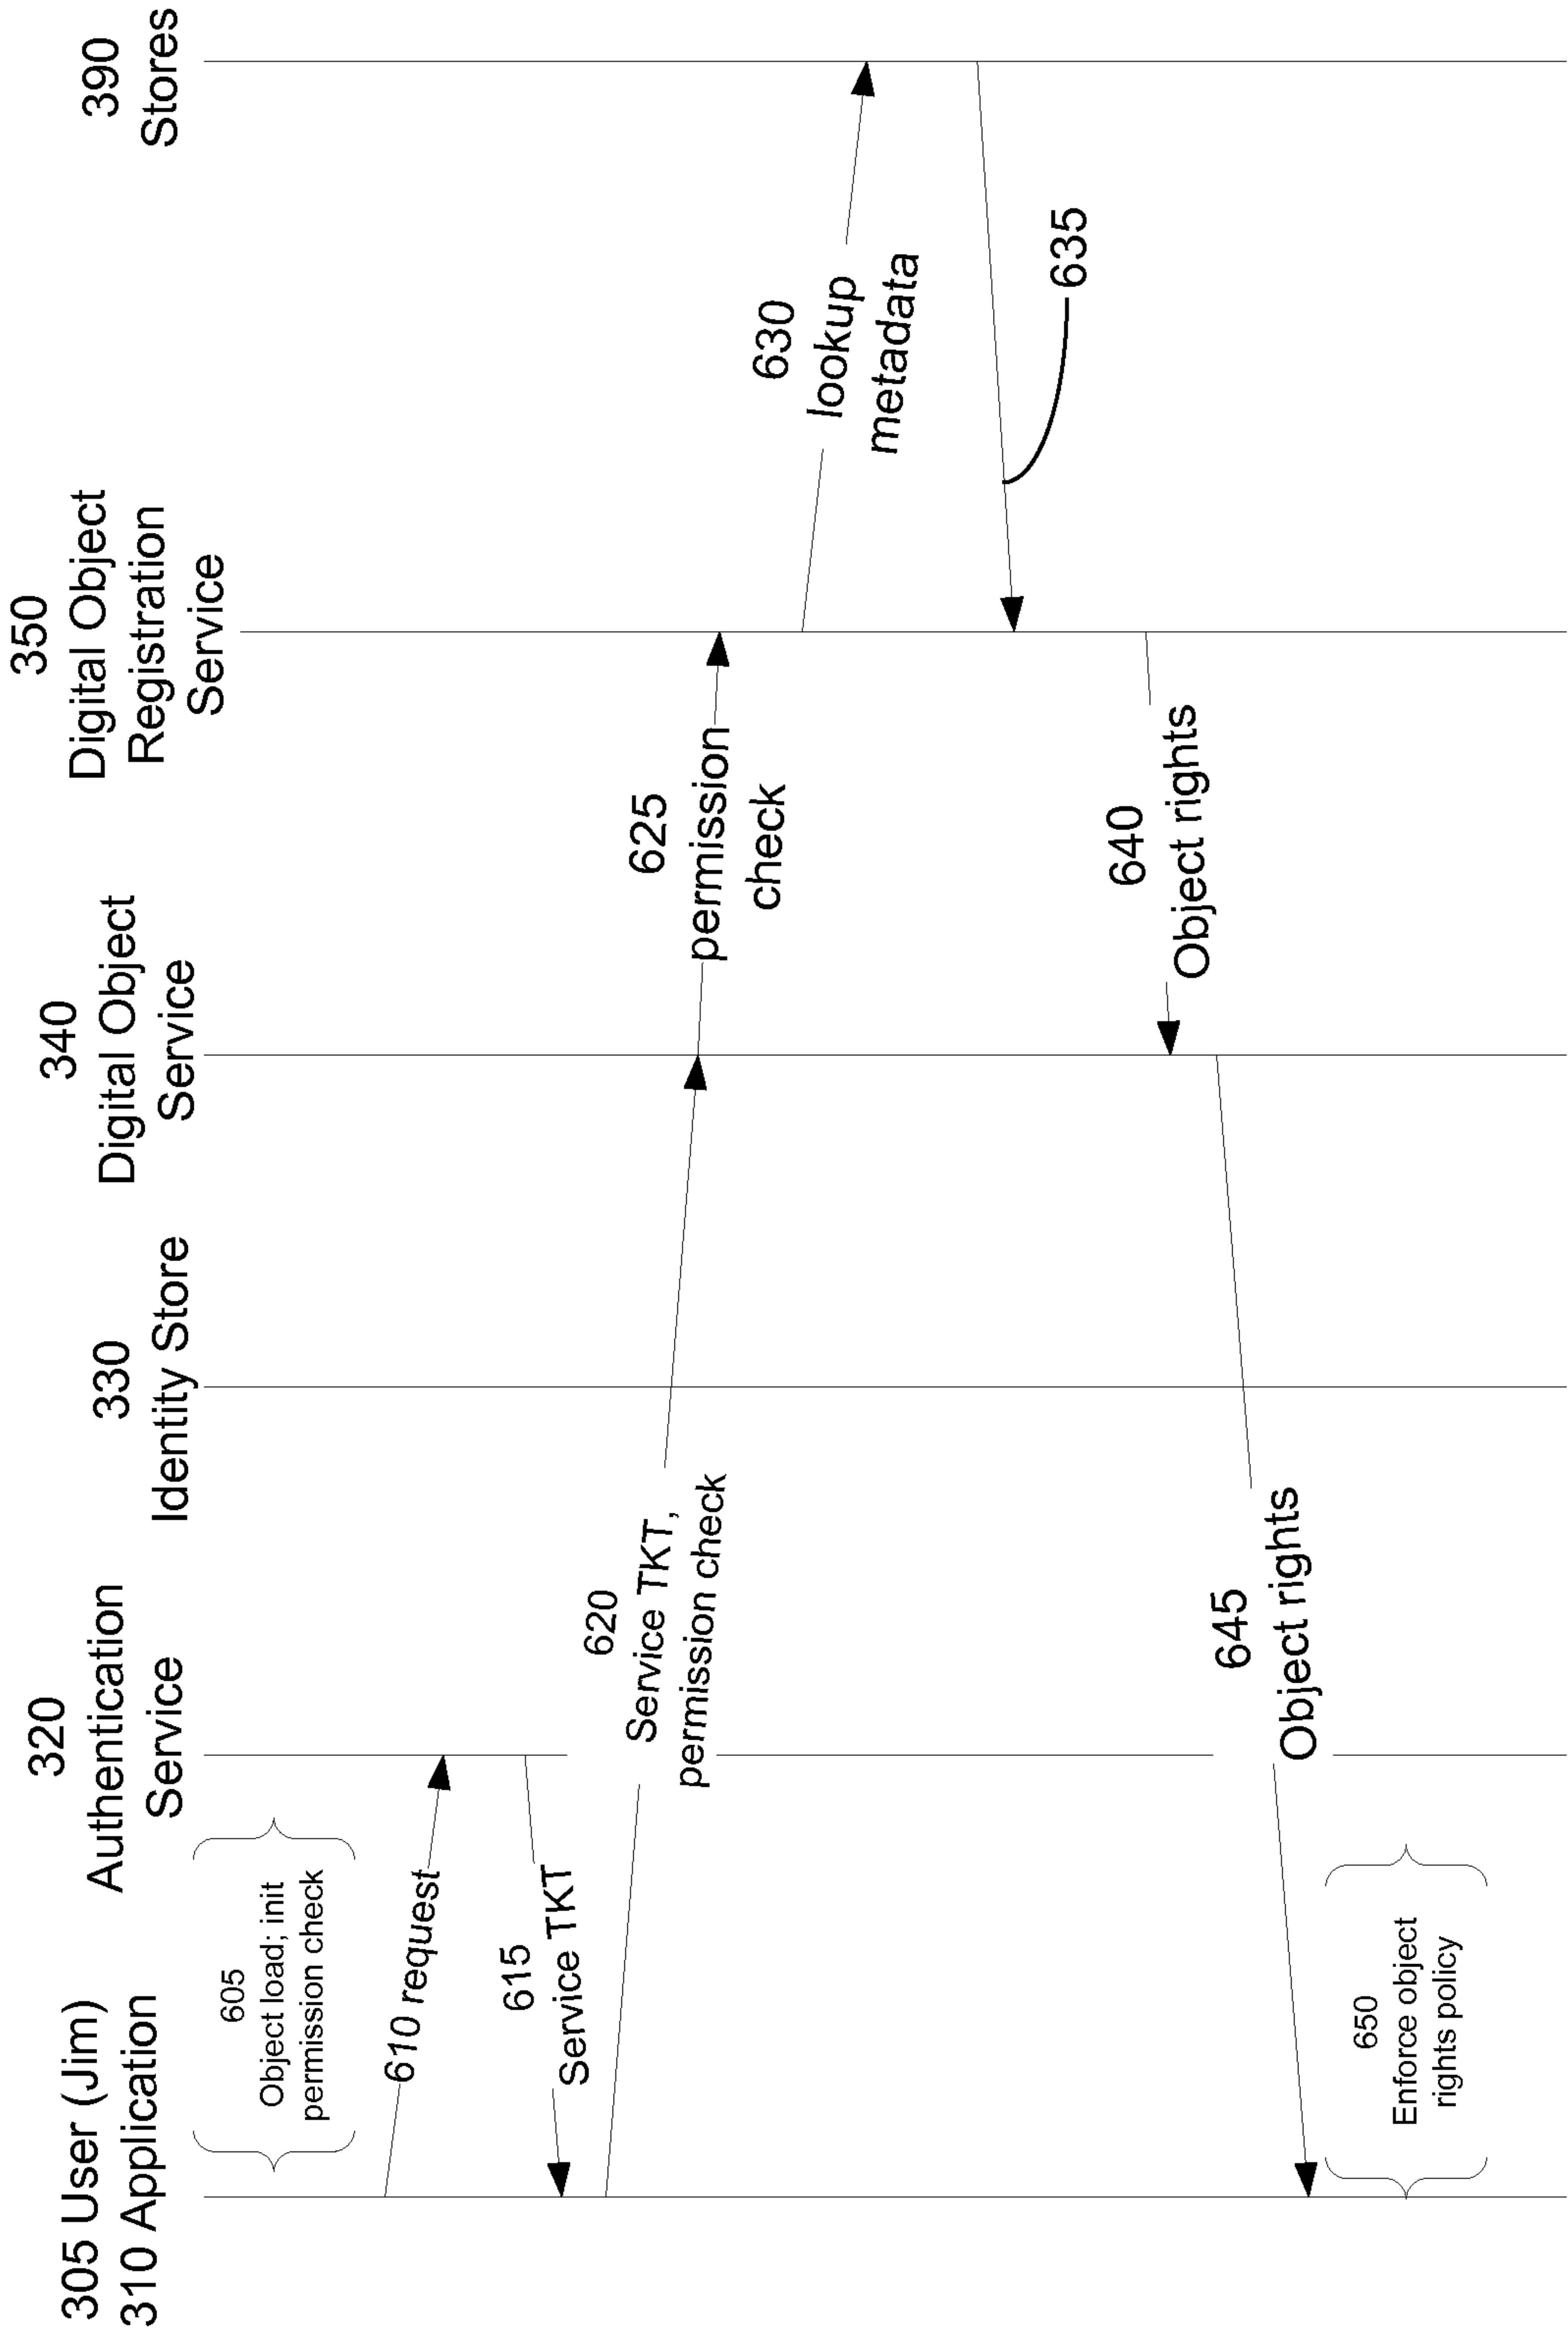 305 User (Jim)
310 Application
320
Authentication
Service
330
Identity Store
340
Digital Object
Service
350
Digital Object
Registration
Service
390
Stores
605
Object load; init
permission check
610 request
615
Service TKT
620
Service TKT,
permission check
625
permission
check
630
lookup
metadata
635
640
Object rights
645
Object rights
650
Enforce object
rights policy